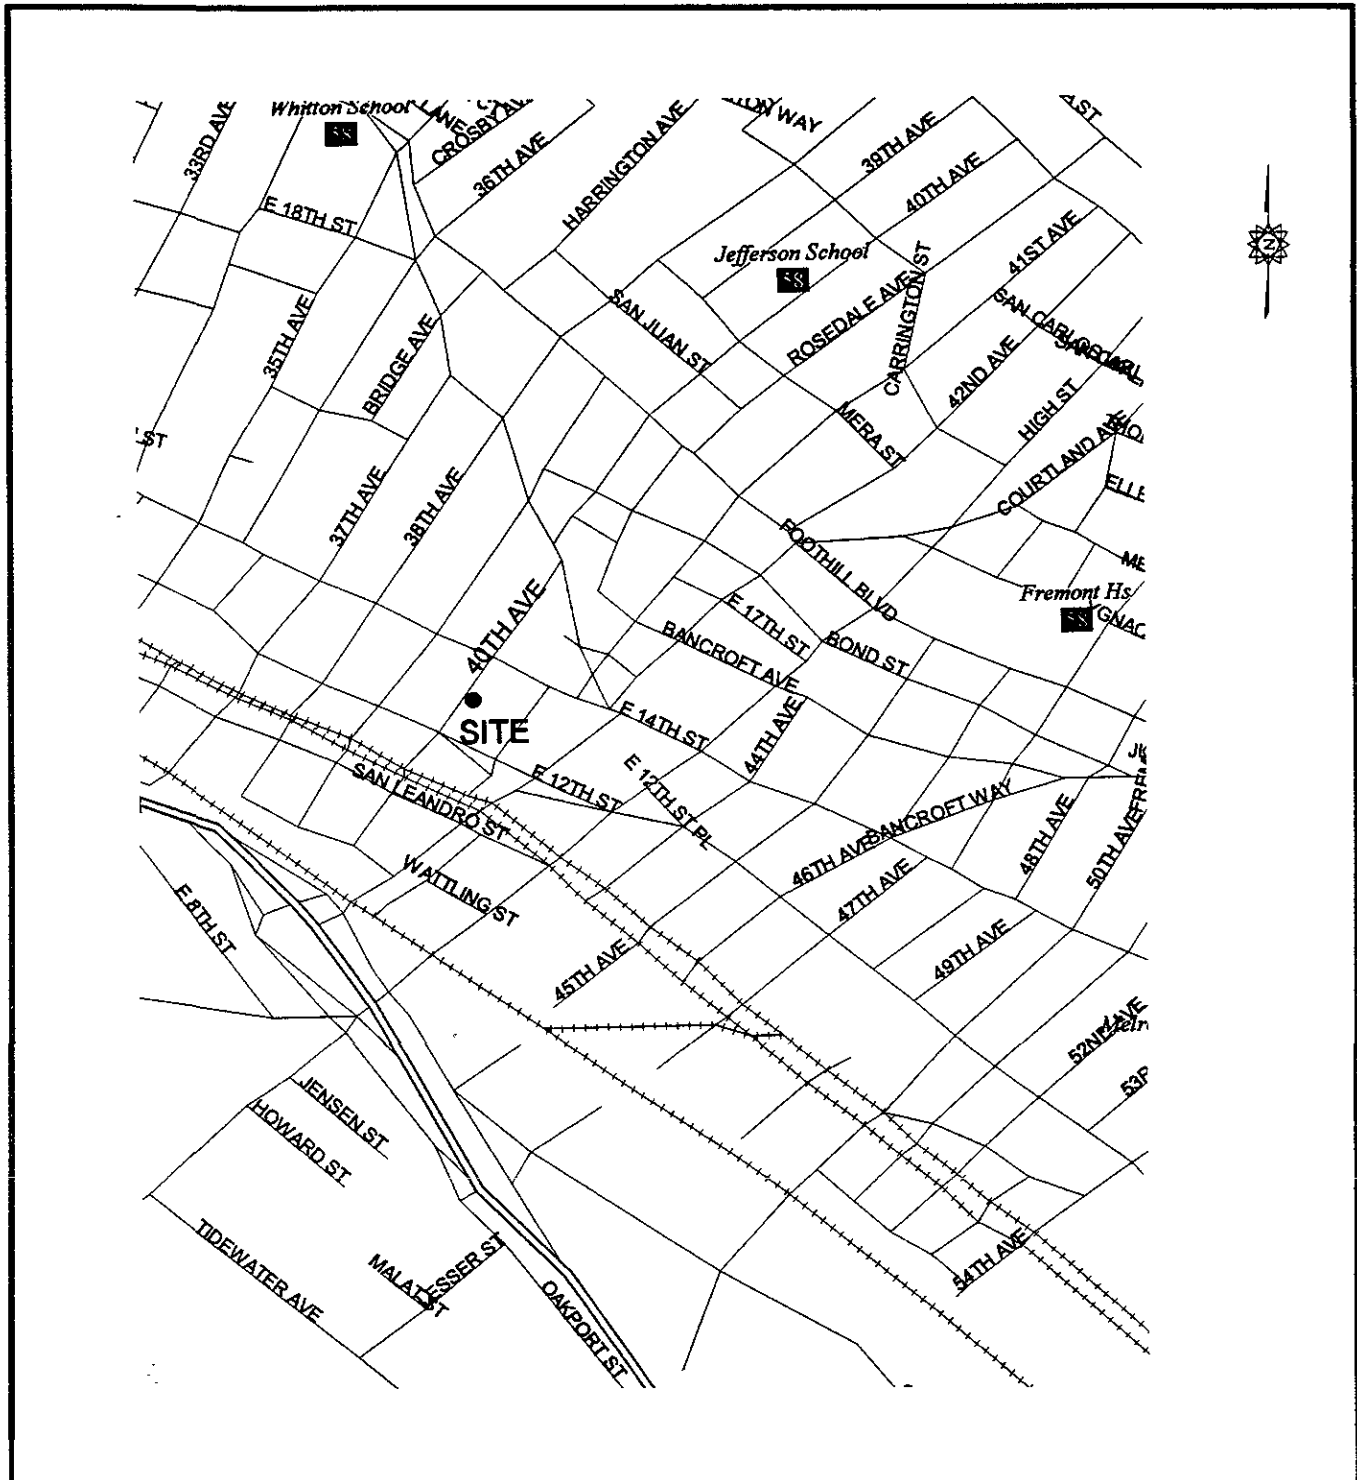 Whitton School
LANE
CROSBY AVE
33RD AVE
36TH AVE
HARRINGTON AVE
WAY
39TH AVE
40TH AVE
E 18TH ST
Jefferson School
41ST AVE
CARRINGTON ST
ROSEDALE AVE
SAN JUAN ST
35TH AVE
BRIDGE AVE
42ND AVE
HIGH ST
MERA ST
COURTLAND AVE
37TH AVE
38TH AVE
FOOTHILL BLVD
Fremont Hs
40TH AVE
E 17TH ST
BANCROFT AVE
BOND ST
SITE
E 14TH ST
44TH AVE
E 12TH ST
E 12TH ST PL
SAN LEANDRO ST
BANCROFT WAY
46TH AVE
47TH AVE
48TH AVE
50TH AVE
WATTLING ST
E 8TH ST
45TH AVE
49TH AVE
52ND AVE
JENSEN ST
HOWARD ST
TIDEWATER AVE
MALAT ST
LESSER ST
OAKPORT ST
54TH AVE
N